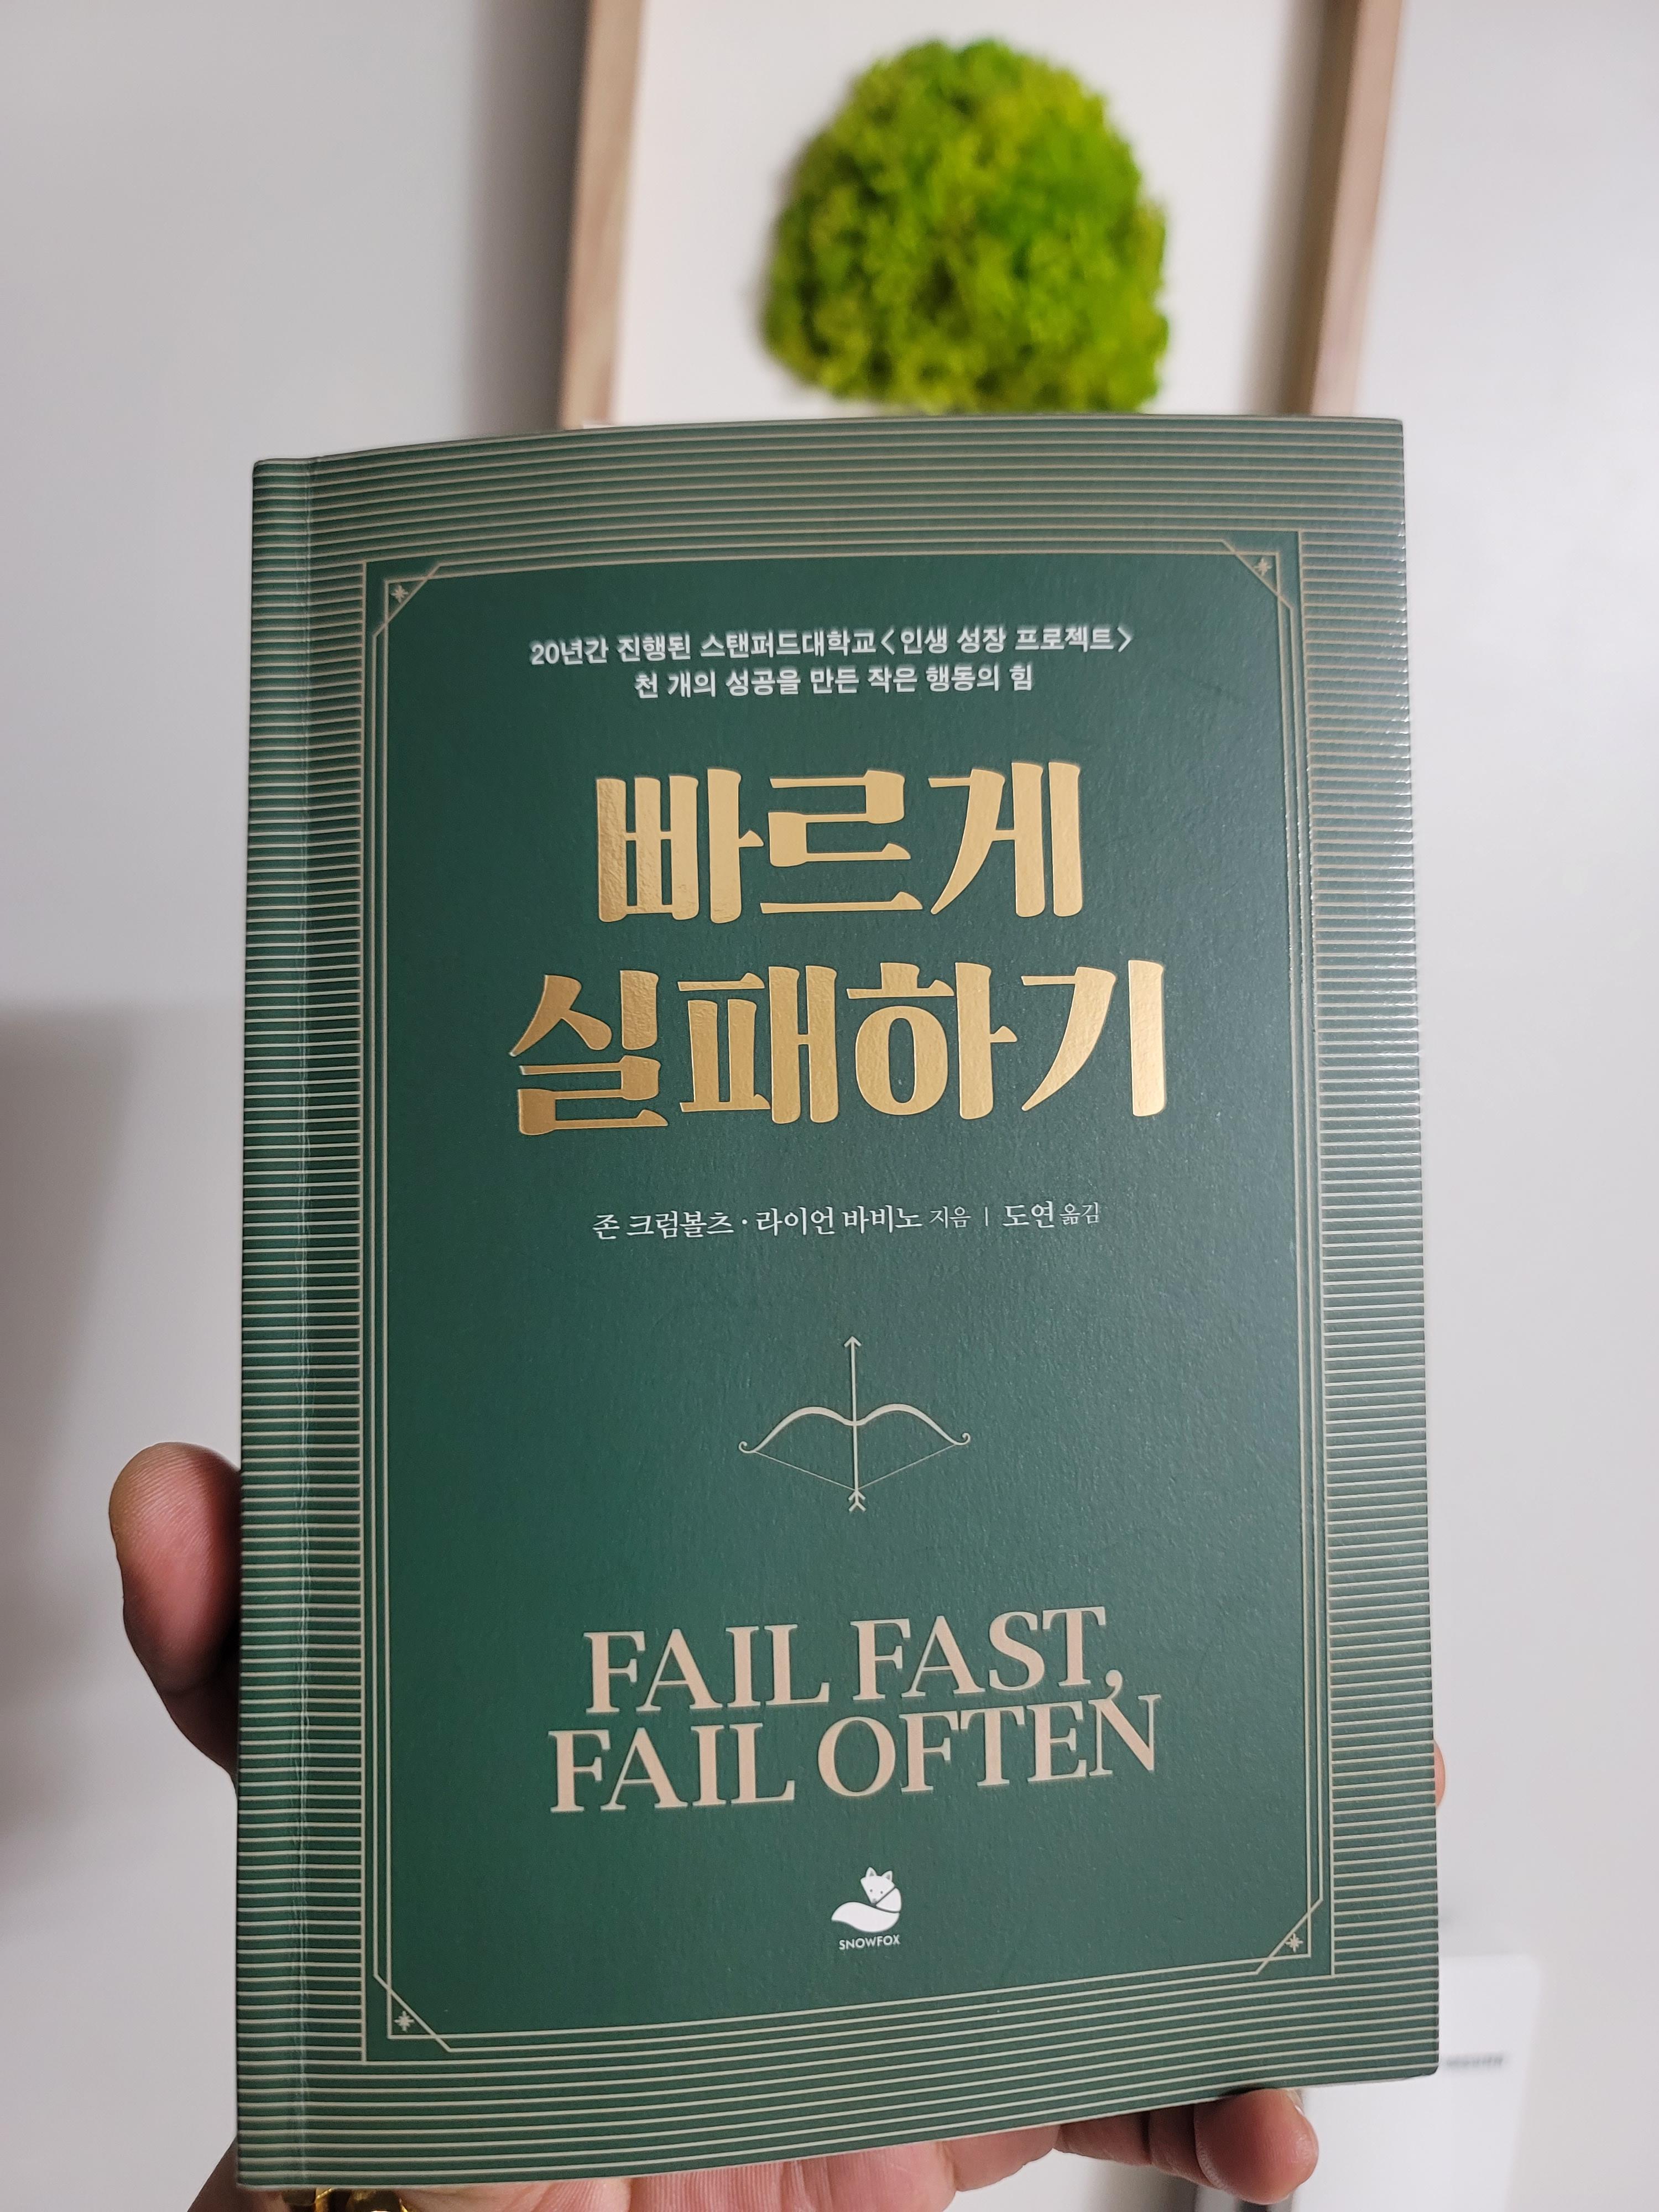 20년간 진행된 스탠퍼드대학교<인생 성장 프로젝트>
천 개의 성공을 만든 작은 행동의 힘
빠르게
실패하기
존 크럼볼츠·라이언 바비노 지음 | 도연 옮김
FAIL FAST,
FAIL OFTEN
SNOWFOX